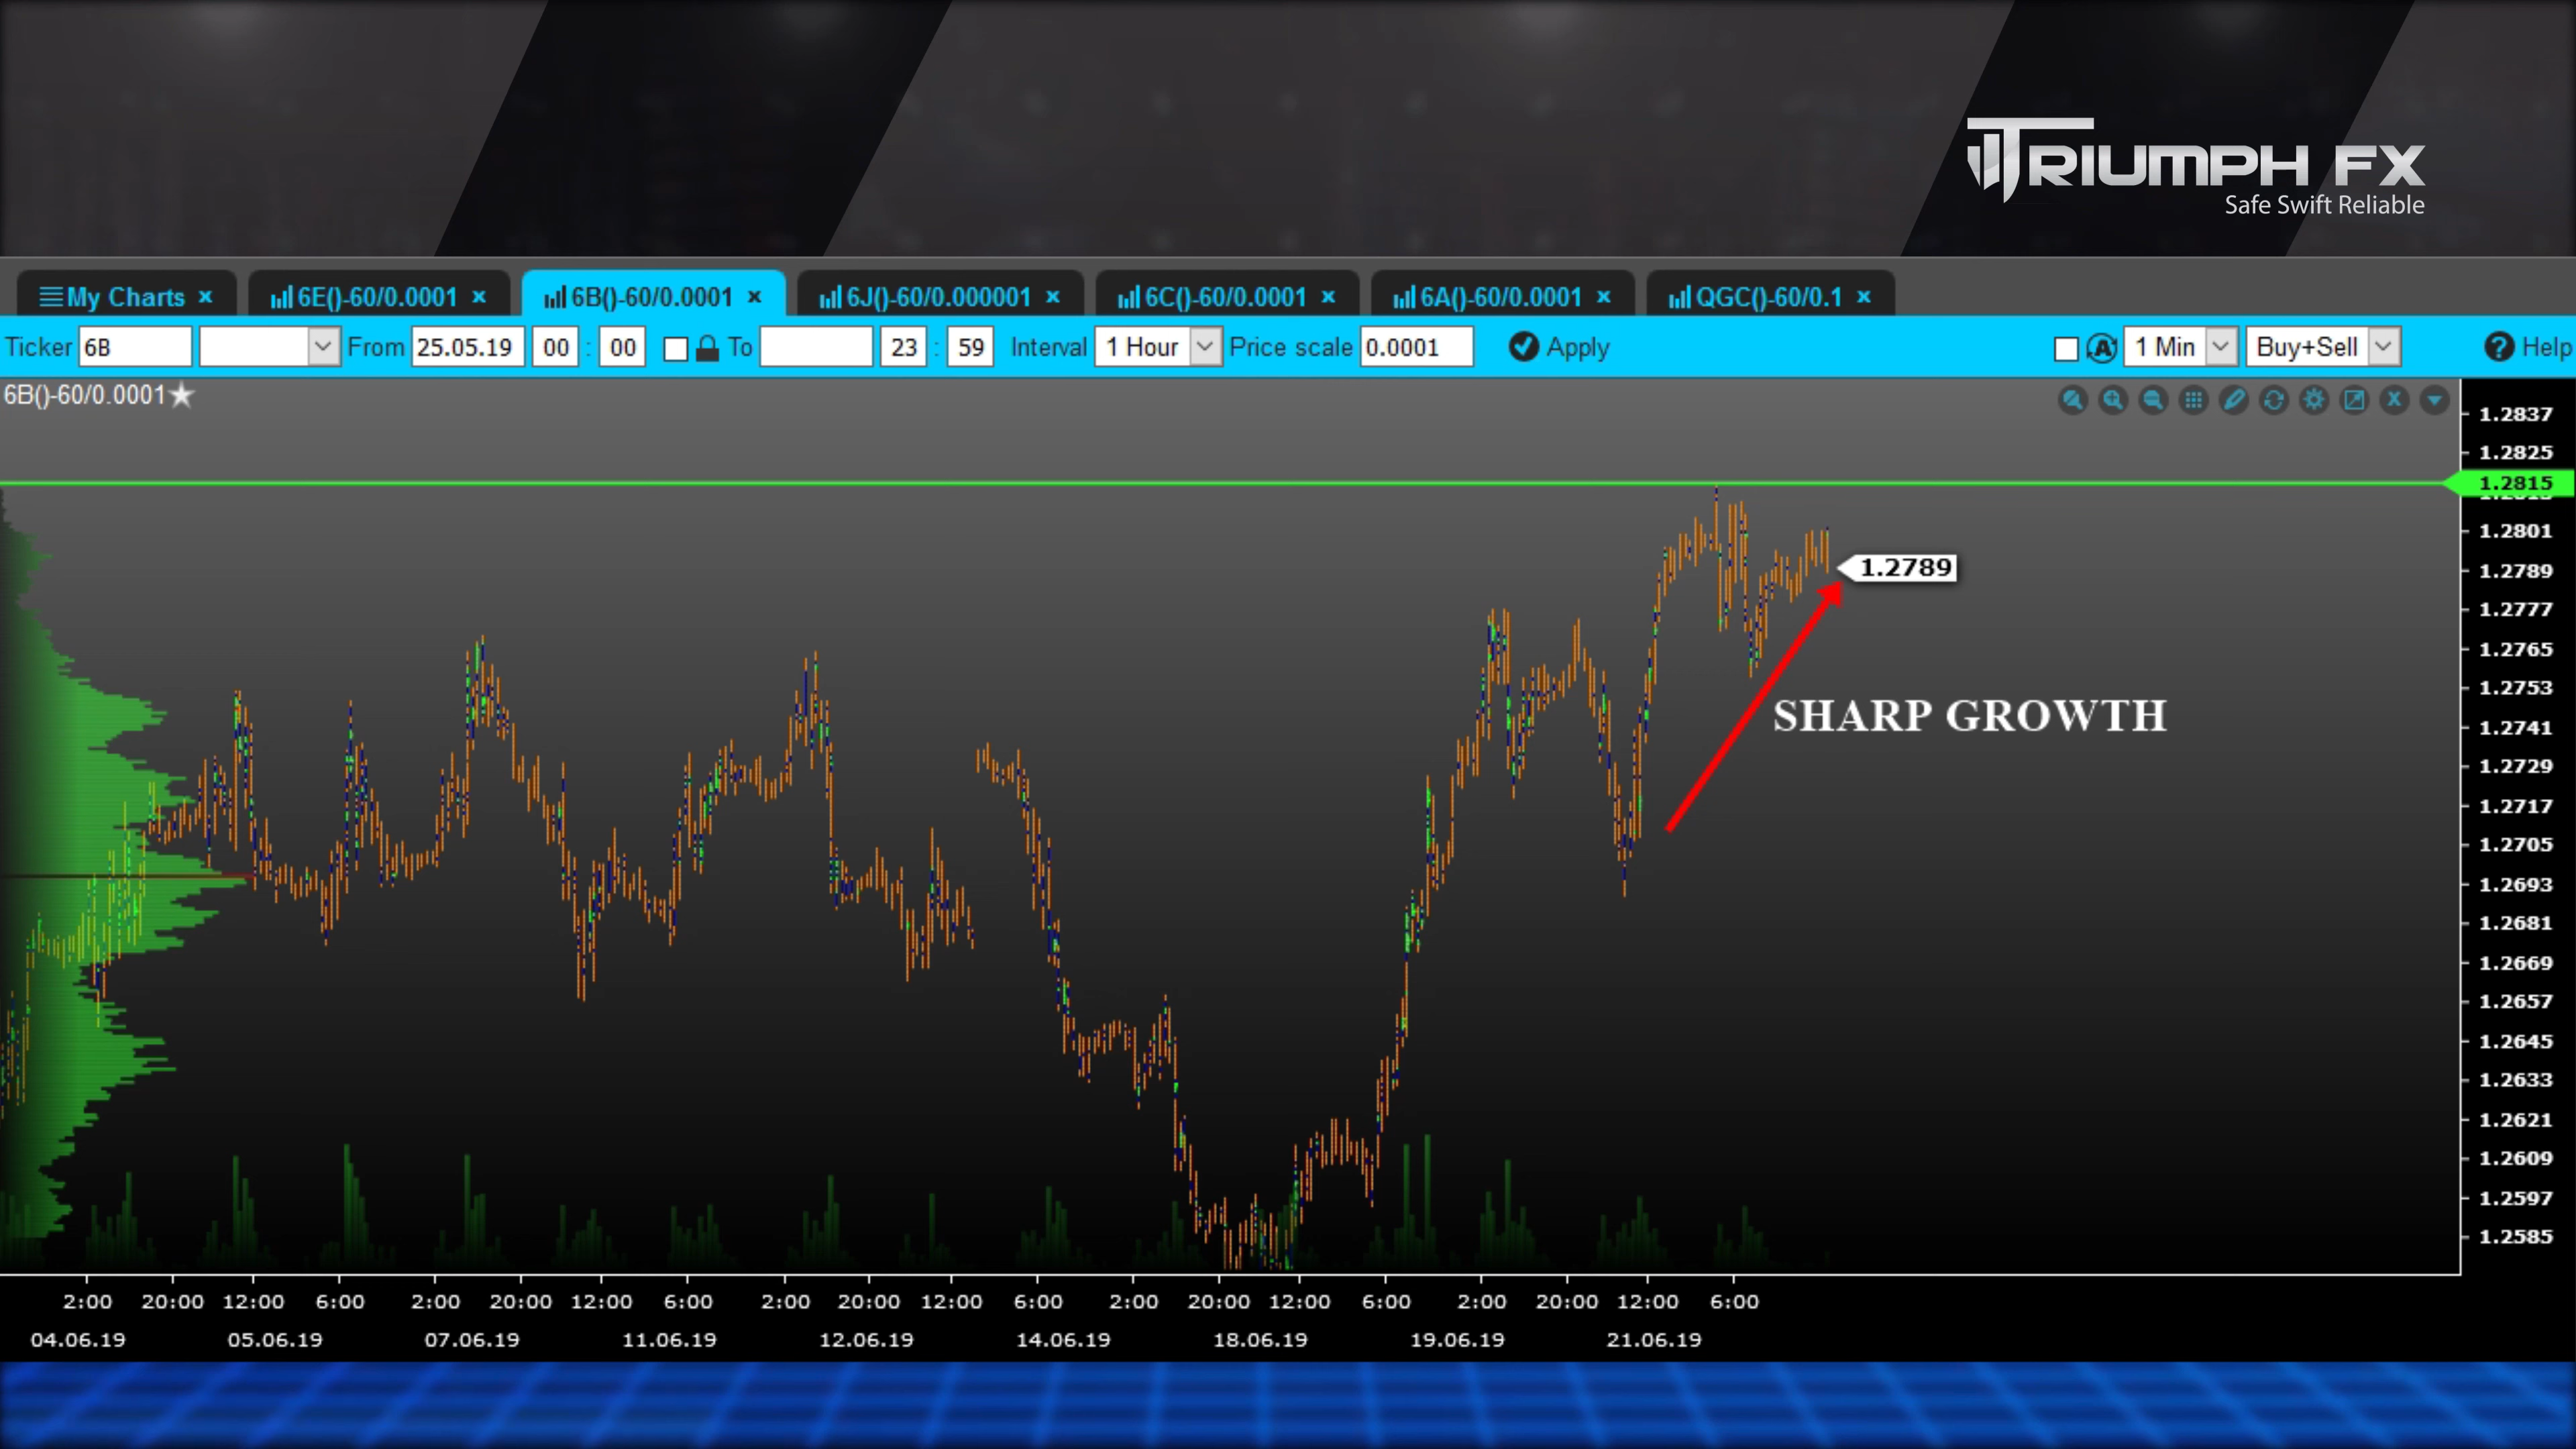 TRIUMPH FX
Safe Swift Reliable
My Charts x 6E()-60/0.0001 x 6B()-60/0.0001 x 6J()-60/0.000001 x 6C()-60/0.0001 x 6A()-60/0.0001 x QGC()-60/0.1 x
Ticker 6B From 25.05.19 00 : 00 To 23 : 59 Interval 1 Hour Price scale 0.0001 Apply A 1 Min Buy+Sell ? Help
6B()-60/0.0001
1.2837
1.2825
1.2815
1.2801
1.2789
1.2789
1.2777
1.2765
1.2753
SHARP GROWTH
1.2741
1.2729
1.2717
1.2705
1.2693
1.2681
1.2669
1.2657
1.2645
1.2633
1.2621
1.2609
1.2597
1.2585
2:00 20:00 12:00 6:00 2:00 20:00 12:00 6:00 2:00 20:00 12:00 6:00 2:00 20:00 12:00 6:00 2:00 20:00 12:00 6:00
04.06.19 05.06.19 07.06.19 11.06.19 12.06.19 14.06.19 18.06.19 19.06.19 21.06.19